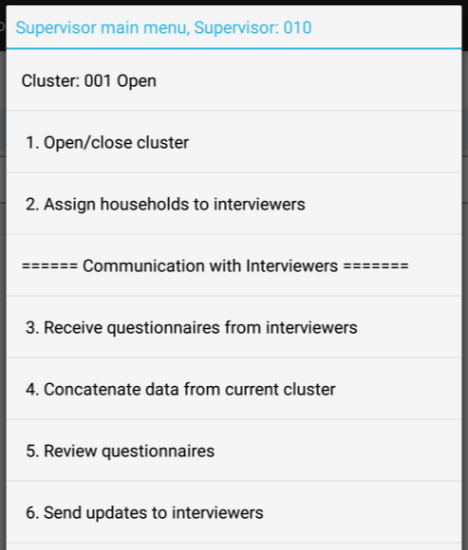 Supervisor main menu, Supervisor: 010
Cluster: 001 Open
1. Open/close cluster
2. Assign households to interviewers
====== Communication with Interviewers =======
3. Receive questionnaires from interviewers
4. Concatenate data from current cluster
5. Review questionnaires
6. Send updates to interviewers